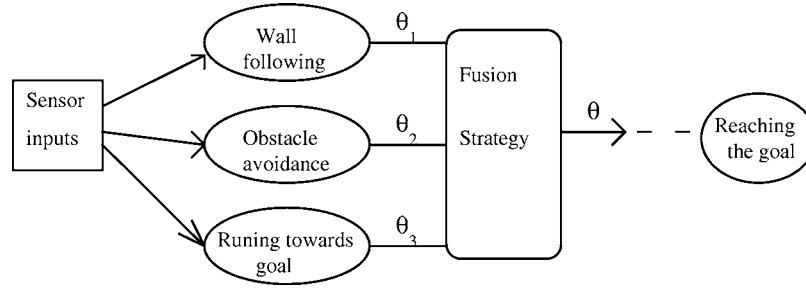 Sensor
inputs
Wall
following
Obstacle
avoidance
Runing towards
goal
θ1
θ2
θ3
Fusion
Strategy
θ
Reaching
the goal